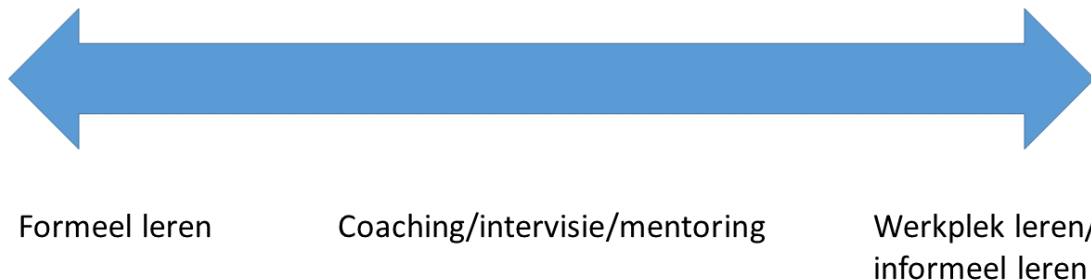 Formeel leren
Coaching/intervisie/mentoring
Werkplek leren/
informeel leren